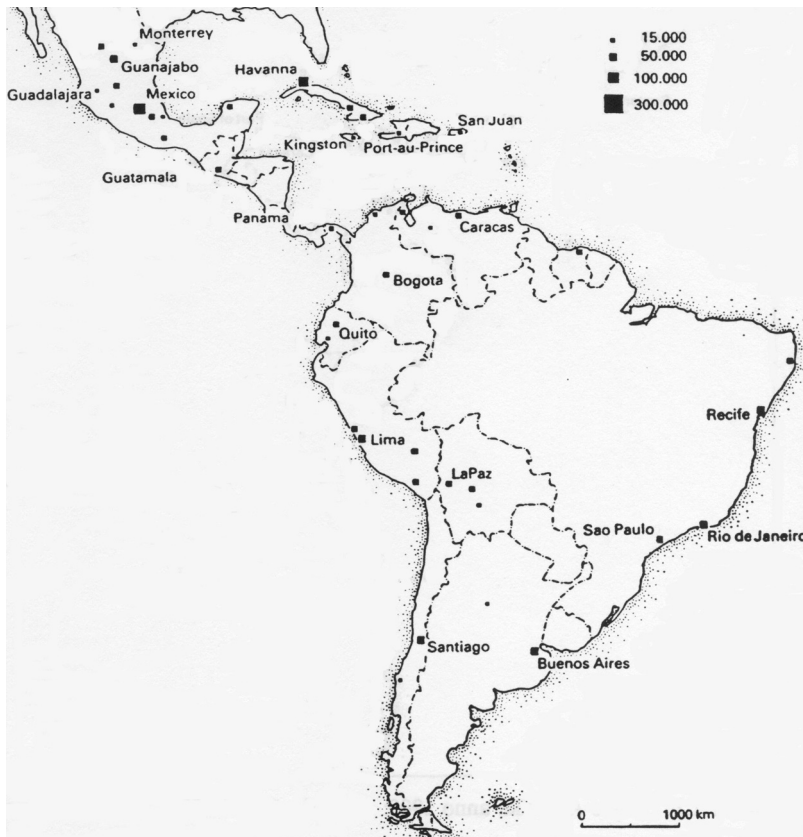 Monterrey
15.000
50.000
Guanajabo
Havanna
100.000
Guadalajara
Mexico
300.000
San Juan
Kingston
Port-au-Prince
Guatamala
Panama
Caracas
Bogota
Quito
Recife
Lima
LaPaz
Sao Paulo
Rio de Janeiro
Santiago
Buenos Aires
0
1000 km